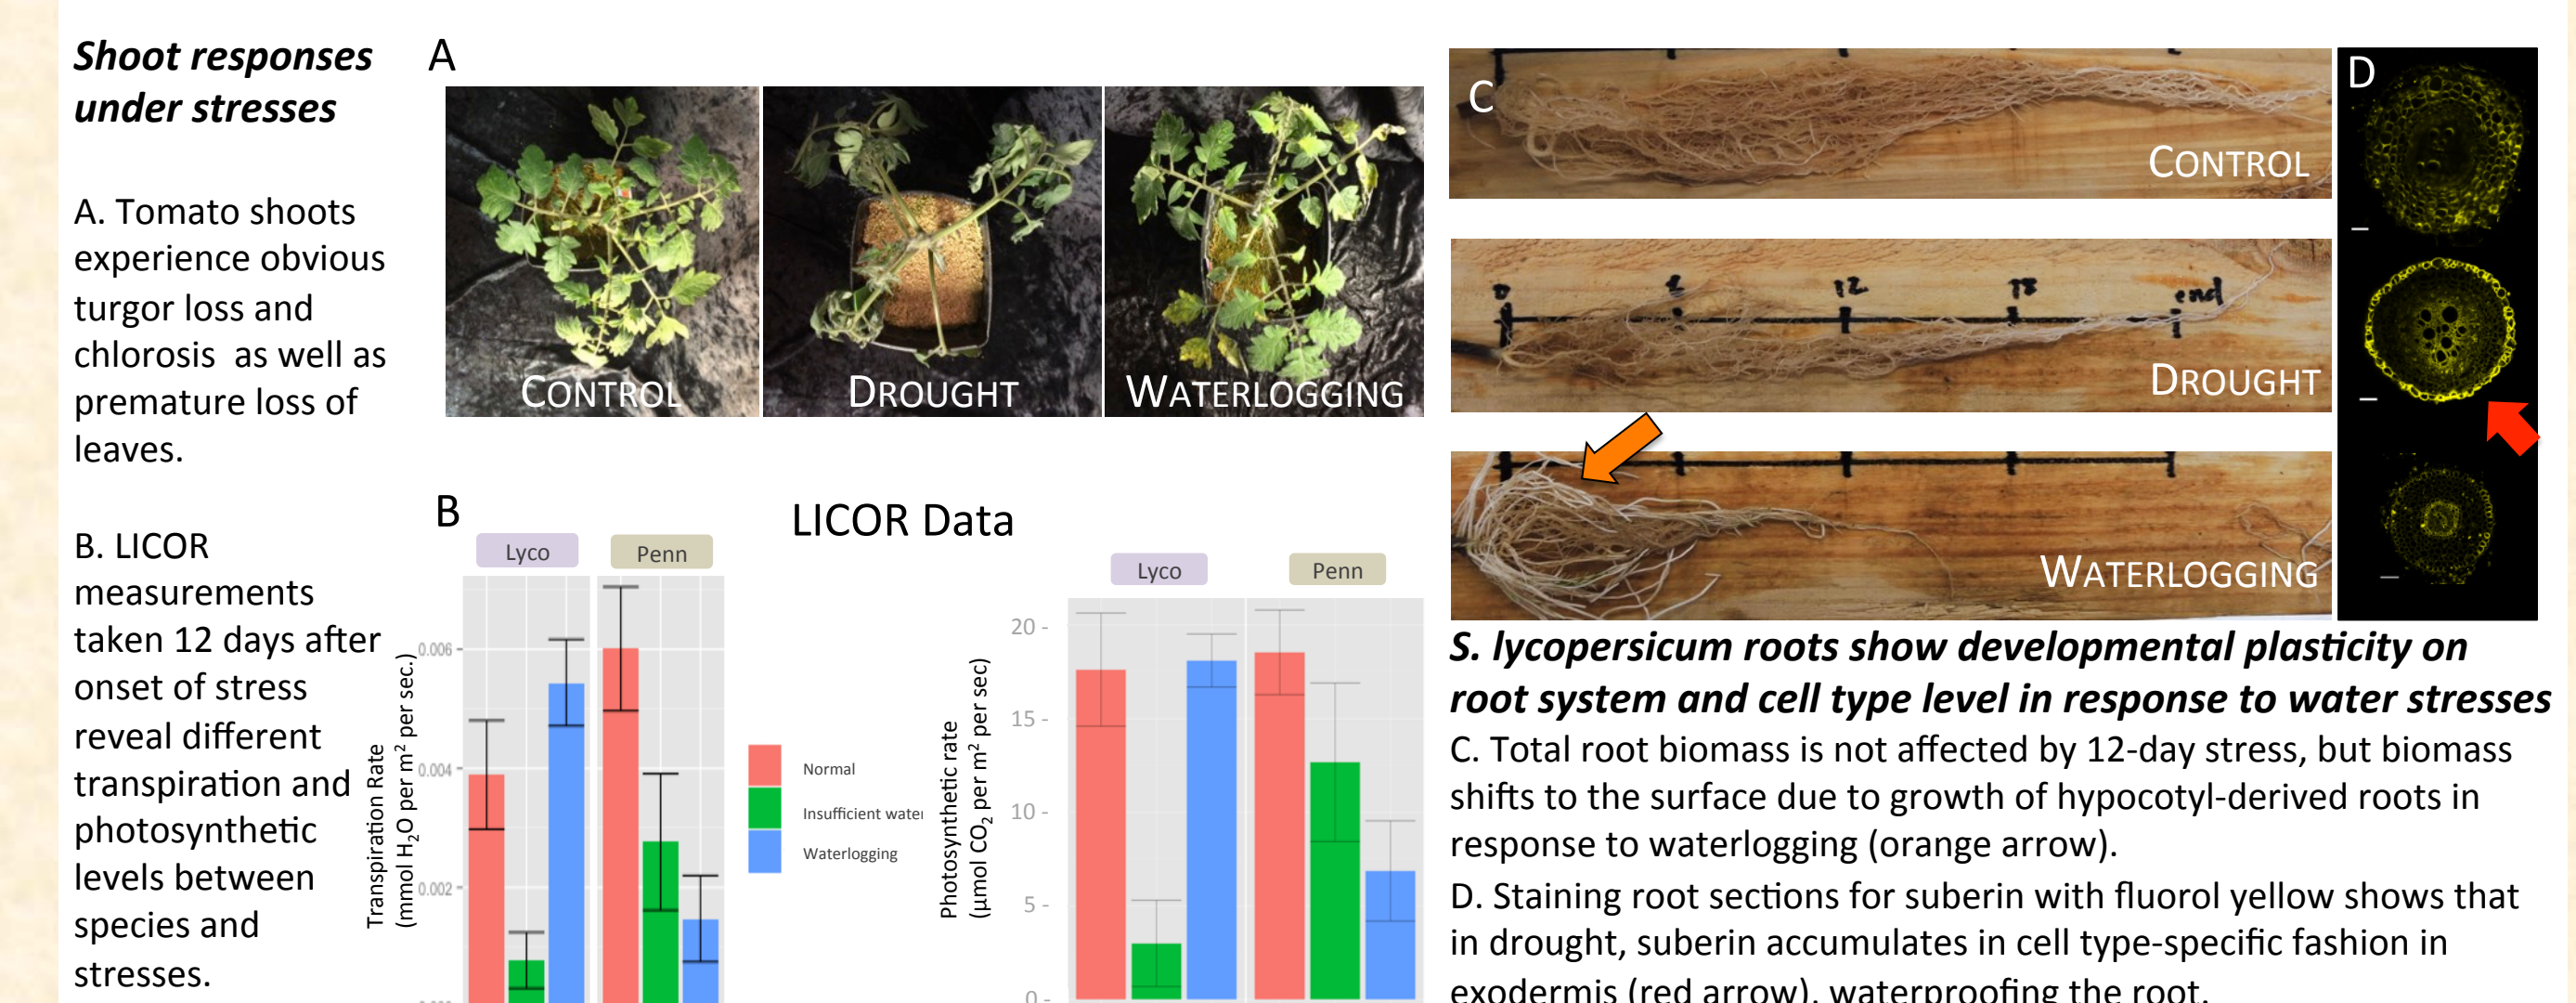 Shoot responses
under stresses
A. Tomato shoots
experience obvious
turgor loss and
chlorosis as well as
premature loss of
leaves.
B. LICOR
measurements
taken 12 days after
onset of stress
reveal different
transpiration and
photosynthetic
levels between
species and
stresses.
A
CONTROL
DROUGHT
WATERLOGGING
B
LICOR Data
Lyco
Penn
Transpiration Rate
(mmol H₂O per m² per sec.)
0.006
0.004
0.002
Normal
Insufficient water
Waterlogging
Lyco
Penn
Photosynthetic rate
(µmol CO₂ per m² per sec)
20 -
15 -
10 -
5 -
0 -
C
CONTROL
0
12
18
end
DROUGHT
WATERLOGGING
D
S. lycopersicum roots show developmental plasticity on
root system and cell type level in response to water stresses
C. Total root biomass is not affected by 12-day stress, but biomass
shifts to the surface due to growth of hypocotyl-derived roots in
response to waterlogging (orange arrow).
D. Staining root sections for suberin with fluorol yellow shows that
in drought, suberin accumulates in cell type-specific fashion in
exodermis (red arrow), waterproofing the root.